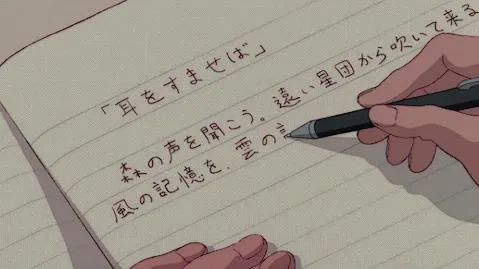 「耳をすませば」
森の声を聞こう。遠い星団から吹いて来る
風の記憶を、雲の